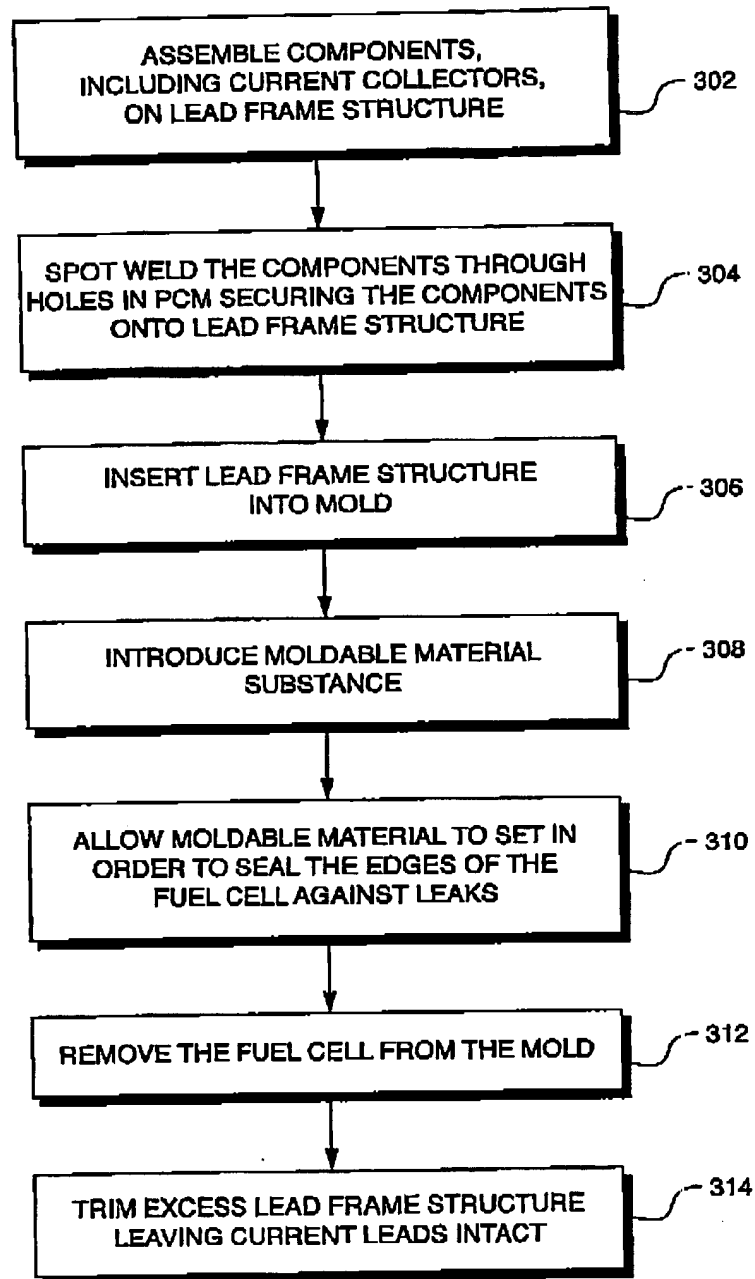 ASSEMBLE COMPONENTS,
INCLUDING CURRENT COLLECTORS,
ON LEAD FRAME STRUCTURE
302
SPOT WELD THE COMPONENTS THROUGH
HOLES IN PCM SECURING THE COMPONENTS
ONTO LEAD FRAME STRUCTURE
304
INSERT LEAD FRAME STRUCTURE
INTO MOLD
306
INTRODUCE MOLDABLE MATERIAL
SUBSTANCE
308
ALLOW MOLDABLE MATERIAL TO SET IN
ORDER TO SEAL THE EDGES OF THE
FUEL CELL AGAINST LEAKS
310
REMOVE THE FUEL CELL FROM THE MOLD
312
TRIM EXCESS LEAD FRAME STRUCTURE
LEAVING CURRENT LEADS INTACT
314